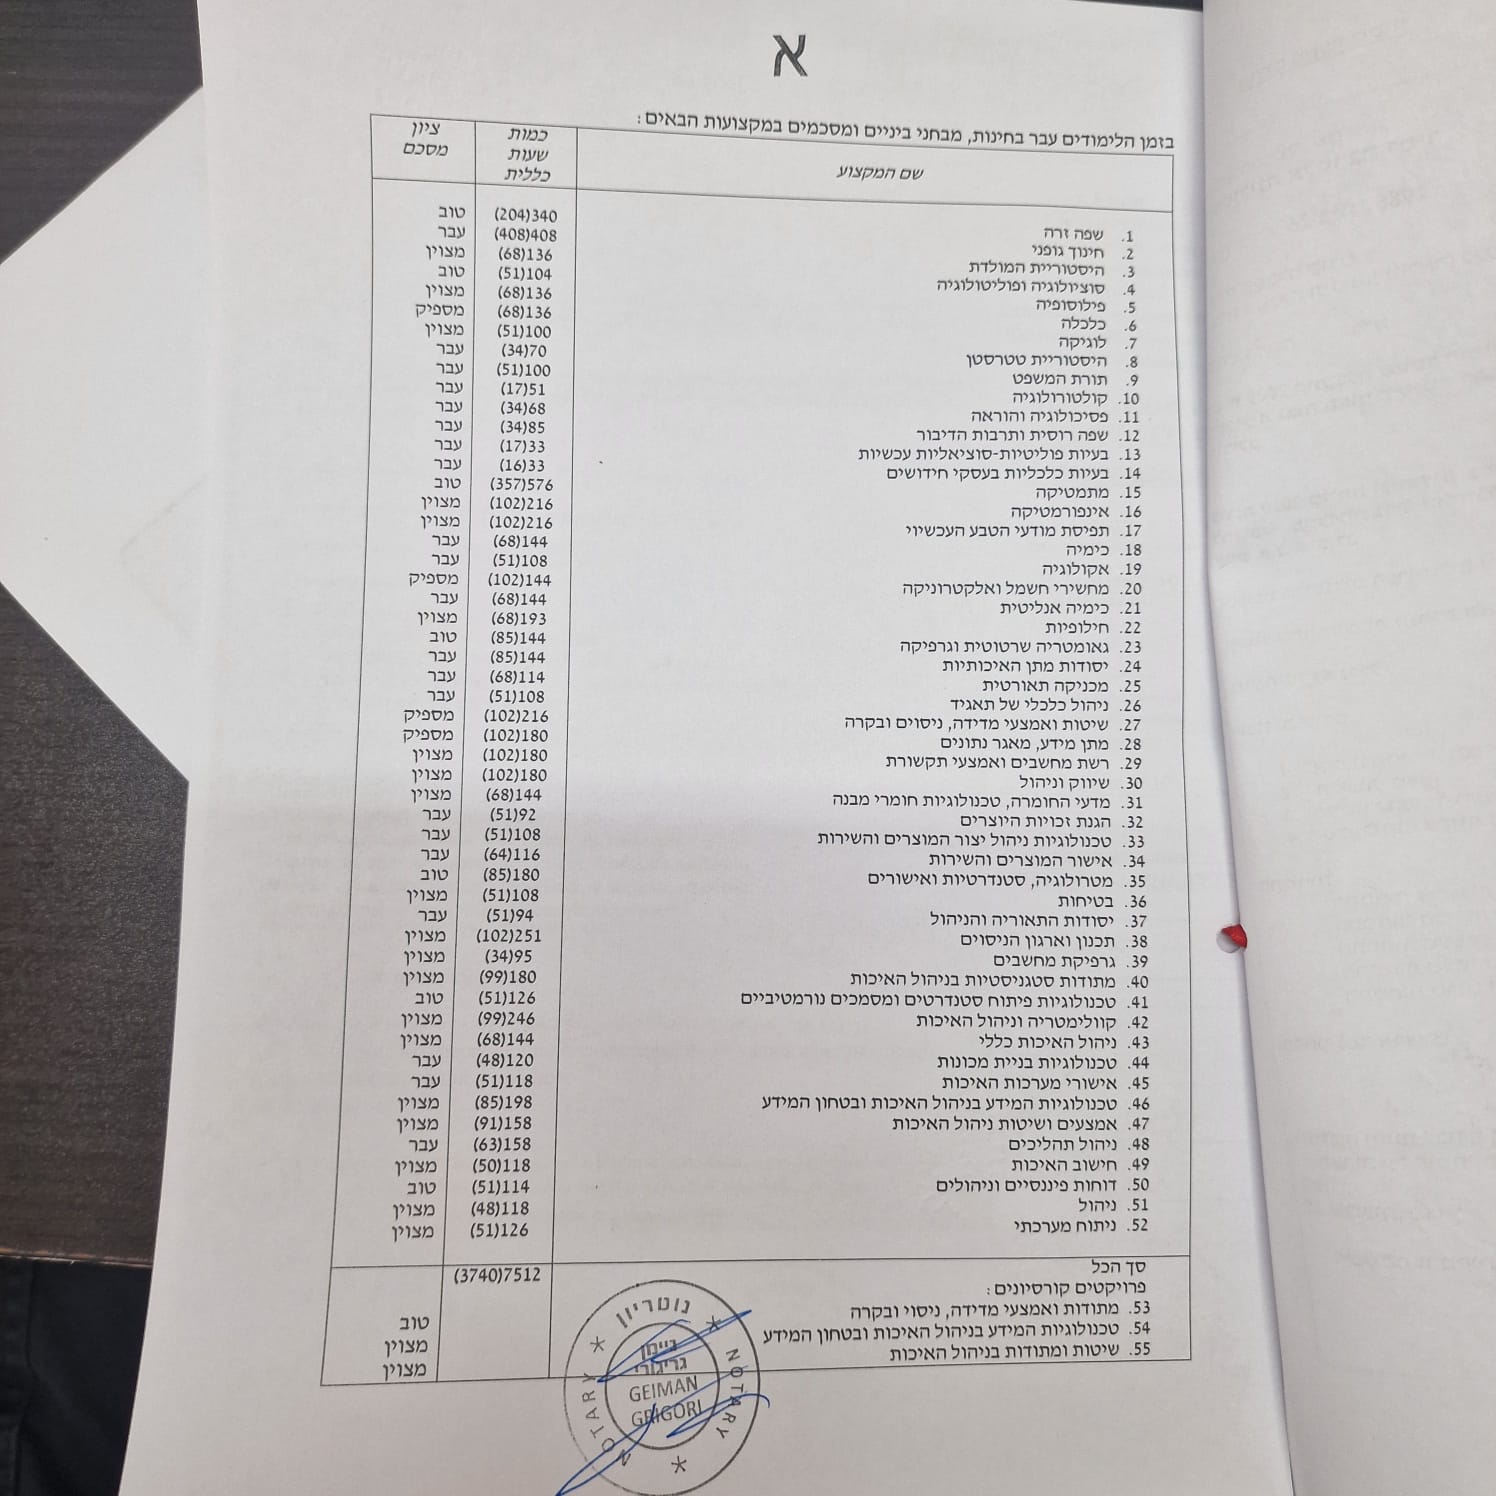 א
בזמן הלימודים עבר בחינות, מבחני ביניים ומסכמים במקצועות הבאים:
שם המקצוע כמות שעות כללית ציון מסכם
1. שפה זרה 340(204) טוב
2. חינוך גופני 408(408) עבר
3. היסטוריית המולדת 136(68) מצוין
4. סוציולוגיה ופוליטולוגיה 104(51) טוב
5. פילוסופיה 136(68) מצוין
6. כלכלה 136(68) מספיק
7. לוגיקה 100(51) מצוין
8. היסטוריית טטרסטן 70(34) עבר
9. תורת המשפט 100(51) עבר
10. קולטורולוגיה 51(17) עבר
11. פסיכולוגיה והוראה 68(34) עבר
12. שפה רוסית ותרבות הדיבור 85(34) עבר
13. בעיות פוליטיות-סוציאליות עכשיות 33(17) עבר
14. בעיות כלכליות בעסקי חידושים 33(16) עבר
15. מתמטיקה 576(357) טוב
16. אינפורמטיקה 216(102) מצוין
17. תפיסת מודעי הטבע העכשיוי 216(102) מצוין
18. כימיה 144(68) עבר
19. אקולוגיה 108(51) עבר
20. מחשירי חשמל ואלקטרוניקה 144(102) מספיק
21. כימיה אנליטית 144(68) עבר
22. חילופיות 193(68) מצוין
23. גאומטריה שרטוטית וגרפיקה 144(85) טוב
24. יסודות מתן האיכותיות 144(85) עבר
25. מכניקה תאורטית 114(68) עבר
26. ניהול כלכלי של תאגיד 108(51) עבר
27. שיטות ואמצעי מדידה, ניסוים ובקרה 216(102) מספיק
28. מתן מידע, מאגר נתונים 180(102) מספיק
29. רשת מחשבים ואמצעי תקשורת 180(102) מצוין
30. שיווק וניהול 180(102) מצוין
31. מדעי החומרה, טכנולוגיות חומרי מבנה 144(68) מצוין
32. הגנת זכויות היוצרים 92(51) עבר
33. טכנולוגיות ניהול יצור המוצרים והשירות 108(51) עבר
34. אישור המוצרים והשירות 116(64) עבר
35. מטרולוגיה, סטנדרטיות ואישורים 180(85) טוב
36. בטיחות 108(51) מצוין
37. יסודות התאוריה והניהול 94(51) עבר
38. תכנון וארגון הניסוים 251(102) מצוין
39. גרפיקת מחשבים 95(34) מצוין
40. מתודות סטגניסטיות בניהול האיכות 180(99) מצוין
41. טכנולוגיות פיתוח סטנדרטים ומסמכים נורמטיביים 126(51) טוב
42. קוולימטריה וניהול האיכות 246(99) מצוין
43. ניהול האיכות כללי 144(68) מצוין
44. טכנולוגיות בניית מכונות 120(48) עבר
45. אישורי מערכות האיכות 118(51) עבר
46. טכנולוגיות המידע בניהול האיכות ובטחון המידע 198(85) מצוין
47. אמצעים ושיטות ניהול האיכות 158(91) מצוין
48. ניהול תהליכים 158(63) עבר
49. חישוב האיכות 118(50) מצוין
50. דוחות פיננסיים וניהולים 114(51) טוב
51. ניהול 118(48) מצוין
52. ניתוח מערכתי 126(51) מצוין
סך הכל 7512(3740)
פרויקטים קורסיונים:
53. מתודות ואמצעי מדידה, ניסוי ובקרה טוב
54. טכנולוגיות המידע בניהול האיכות ובטחון המידע מצוין
55. שיטות ומתודות בניהול האיכות מצוין
נוטריון
גיימן
גריגורי
GEIMAN
GRIGORI
NOTARY
NOTARY